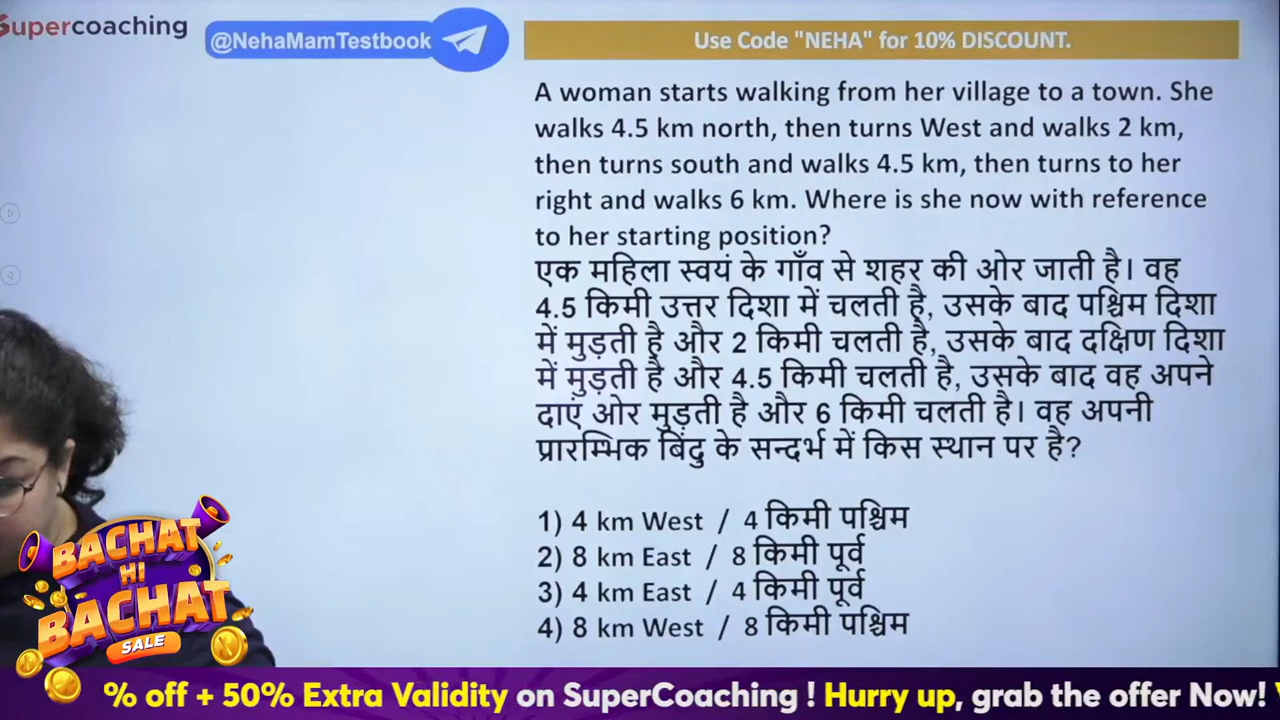 Supercoaching
@NehaMamTestbook
Use Code "NEHA" for 10% DISCOUNT.
A woman starts walking from her village to a town. She
walks 4.5 km north, then turns West and walks 2 km,
then turns south and walks 4.5 km, then turns to her
right and walks 6 km. Where is she now with reference
to her starting position?
एक महिला स्वयं के गाँव से शहर की ओर जाती है। वह
4.5 किमी उत्तर दिशा में चलती है, उसके बाद पश्चिम दिशा
में मुड़ती है और 2 किमी चलती है, उसके बाद दक्षिण दिशा
में मुड़ती है और 4.5 किमी चलती है, उसके बाद वह अपने
दाएं ओर मुड़ती है और 6 किमी चलती है। वह अपनी
प्रारम्भिक बिंदु के सन्दर्भ में किस स्थान पर है?
1) 4 km West / 4 किमी पश्चिम
2) 8 km East / 8 किमी पूर्व
3) 4 km East / 4 किमी पूर्व
4) 8 km West / 8 किमी पश्चिम
BACHAT
HI
BACHAT
SALE
% off + 50% Extra Validity on SuperCoaching ! Hurry up, grab the offer Now!